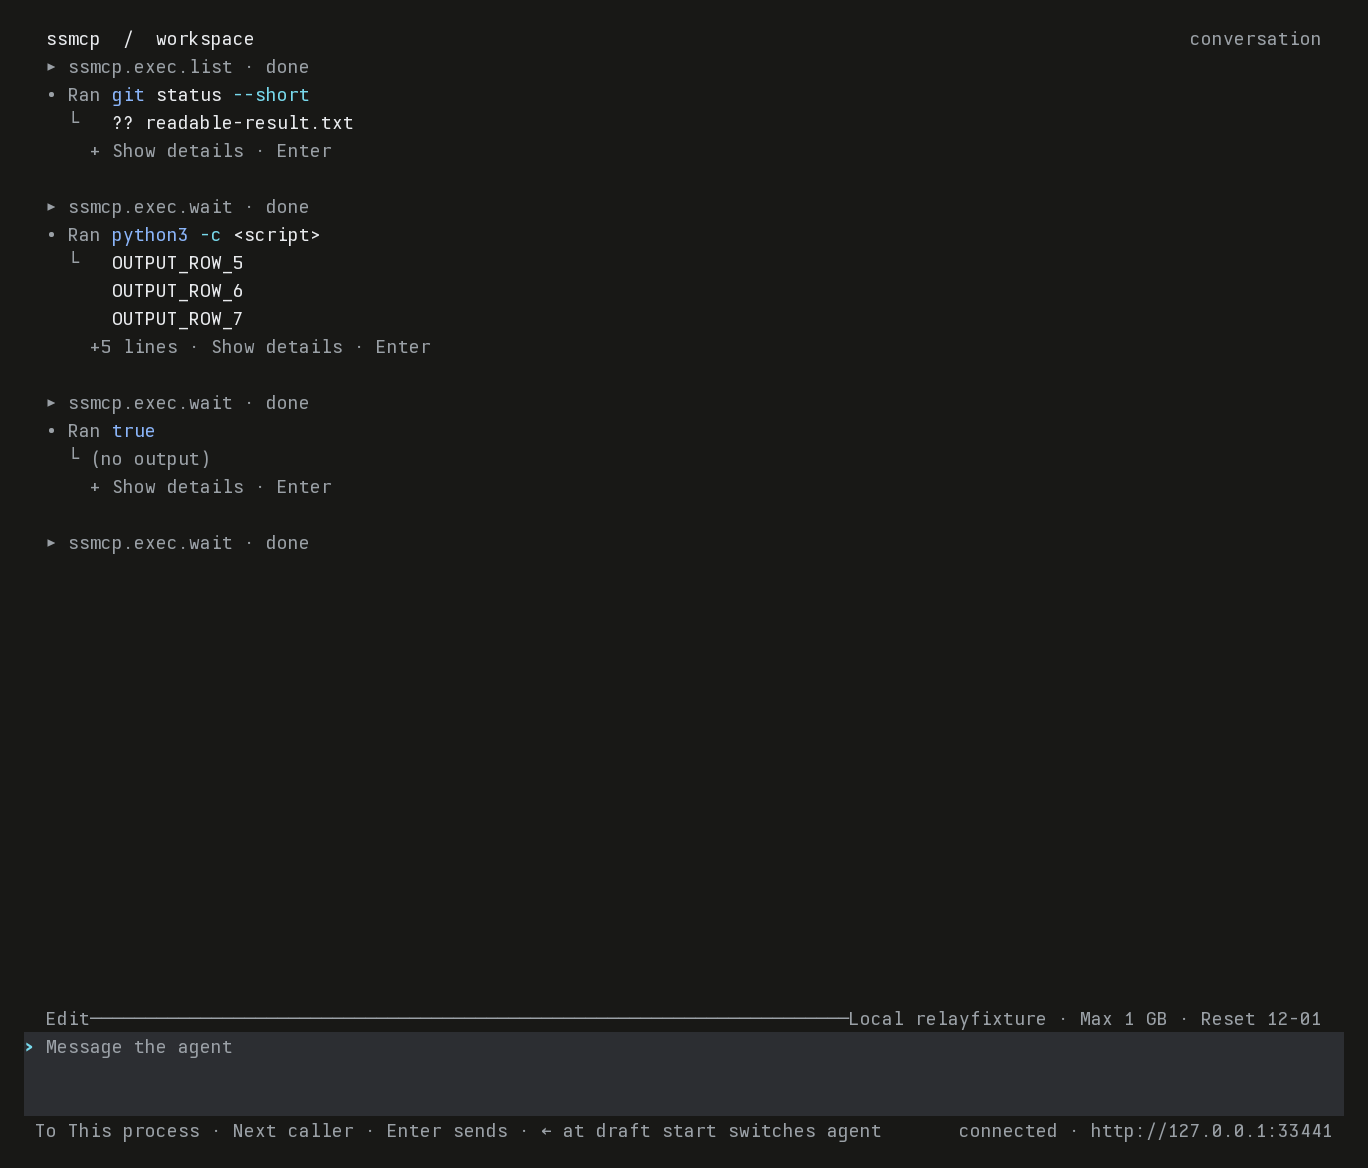 ssmcp / workspace conversation
▸ ssmcp.exec.list · done
• Ran git status --short
└ ?? readable-result.txt
+ Show details · Enter
▸ ssmcp.exec.wait · done
• Ran python3 -c <script>
└ OUTPUT_ROW_5
OUTPUT_ROW_6
OUTPUT_ROW_7
+5 lines · Show details · Enter
▸ ssmcp.exec.wait · done
• Ran true
└ (no output)
+ Show details · Enter
▸ ssmcp.exec.wait · done
Edit Local relayfixture · Max 1 GB · Reset 12-01
> Message the agent
To This process · Next caller · Enter sends · ← at draft start switches agent connected · http://127.0.0.1:33441